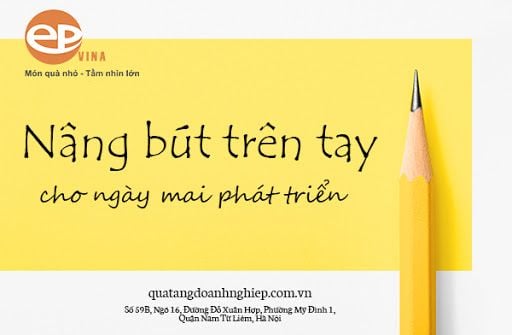 ep
VINA
Món quà nhỏ - Tầm nhìn lớn
Nâng bút trên tay
cho ngày mai phát triển
quatangdoanhnghiep.com.vn
Số 59B, Ngõ 16, Đường Đỗ Xuân Hợp, Phường Mỹ Đình 1,
Quận Nam Từ Liêm, Hà Nội